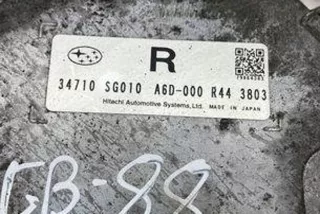 R
34710 SG010 A6D-000 R44 3803
Hitachi Automotive Systems, Ltd. MADE IN JAPAN